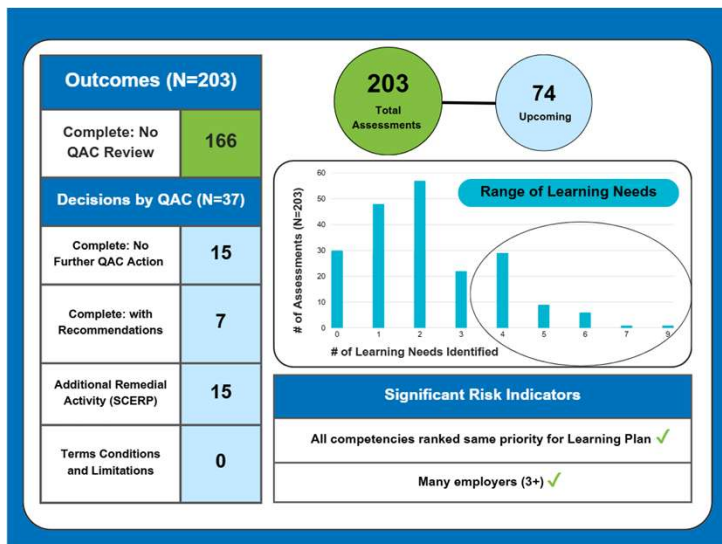 Outcomes (N=203)
Complete: No
QAC Review
166
Decisions by QAC (N=37)
Complete: No
Further QAC Action
15
Complete: with
Recommendations
7
Additional Remedial
Activity (SCERP)
15
Terms Conditions
and Limitations
0
203
Total
Assessments
74
Upcoming
Range of Learning Needs
# of Assessments (N=203)
60
50
40
30
20
10
0
0 1 2 3 4 5 6 7 9
# of Learning Needs Identified
Significant Risk Indicators
All competencies ranked same priority for Learning Plan ✓
Many employers (3+) ✓